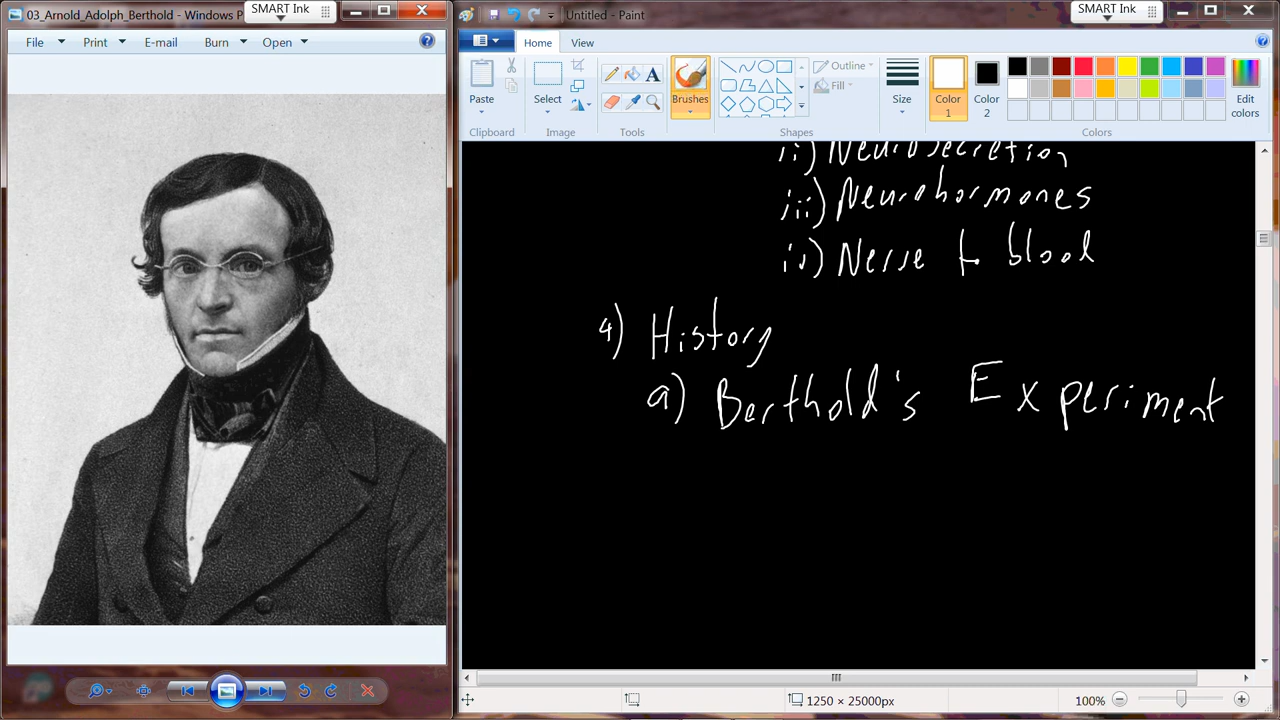 03_Arnold_Adolph_Berthold - Windows P
SMART Ink
File Print E-mail Burn Open
Untitled - Paint
SMART Ink
Home View
Paste
Select
Brushes
Outline
Fill
Size
Color 1
Color 2
Edit colors
Clipboard Image Tools Shapes Colors
ii) Neurosecretion
iii) Neurohormones
iv) Nerve to blood
4) History
a) Berthold's Experiment
1250 × 25000px
100%